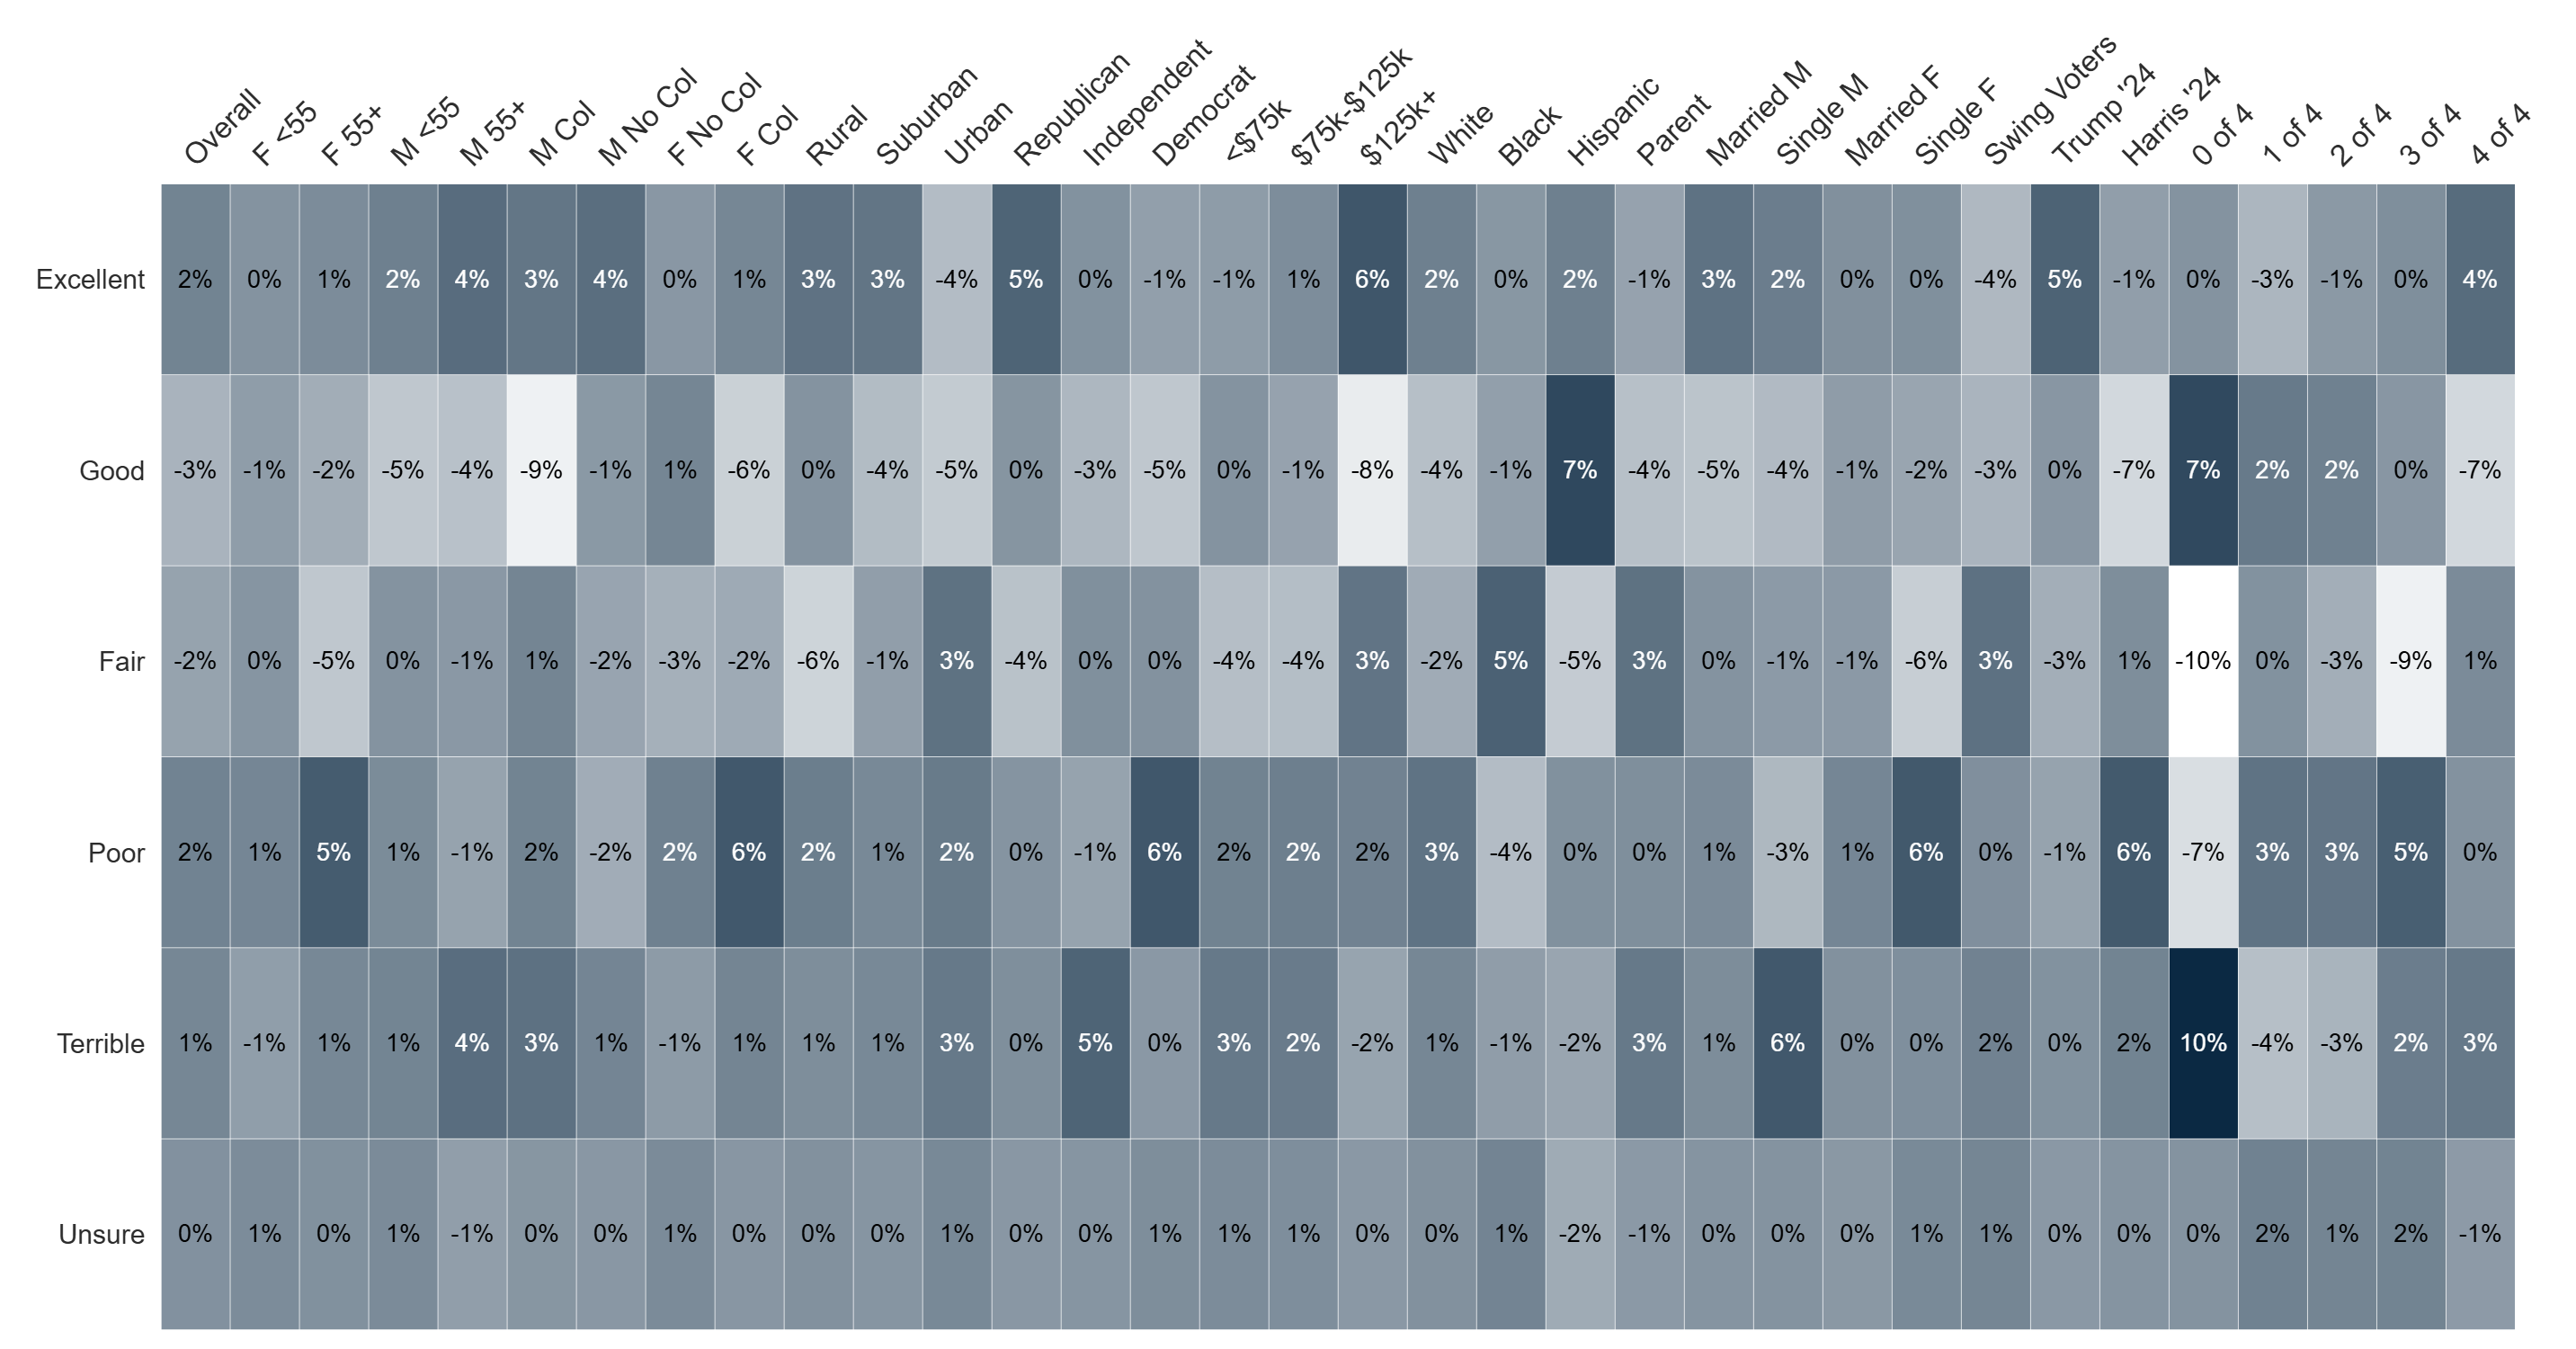 Overall F <55 F 55+ M <55 M 55+ M Col M No Col F No Col F Col Rural Suburban Urban Republican Independent Democrat <$75k $75k-$125k $125k+ White Black Hispanic Parent Married M Single M Married F Single F Swing Voters Trump '24 Harris '24 0 of 4 1 of 4 2 of 4 3 of 4 4 of 4
Excellent 2% 0% 1% 2% 4% 3% 4% 0% 1% 3% 3% -4% 5% 0% -1% -1% 1% 6% 2% 0% 2% -1% 3% 2% 0% 0% -4% 5% -1% 0% -3% -1% 0% 4%
Good -3% -1% -2% -5% -4% -9% -1% 1% -6% 0% -4% -5% 0% -3% -5% 0% -1% -8% -4% -1% 7% -4% -5% -4% -1% -2% -3% 0% -7% 7% 2% 2% 0% -7%
Fair -2% 0% -5% 0% -1% 1% -2% -3% -2% -6% -1% 3% -4% 0% 0% -4% -4% 3% -2% 5% -5% 3% 0% -1% -1% -6% 3% -3% 1% -10% 0% -3% -9% 1%
Poor 2% 1% 5% 1% -1% 2% -2% 2% 6% 2% 1% 2% 0% -1% 6% 2% 2% 2% 3% -4% 0% 0% 1% -3% 1% 6% 0% -1% 6% -7% 3% 3% 5% 0%
Terrible 1% -1% 1% 1% 4% 3% 1% -1% 1% 1% 1% 3% 0% 5% 0% 3% 2% -2% 1% -1% -2% 3% 1% 6% 0% 0% 2% 0% 2% 10% -4% -3% 2% 3%
Unsure 0% 1% 0% 1% -1% 0% 0% 1% 0% 0% 0% 1% 0% 0% 1% 1% 1% 0% 0% 1% -2% -1% 0% 0% 0% 1% 1% 0% 0% 0% 2% 1% 2% -1%